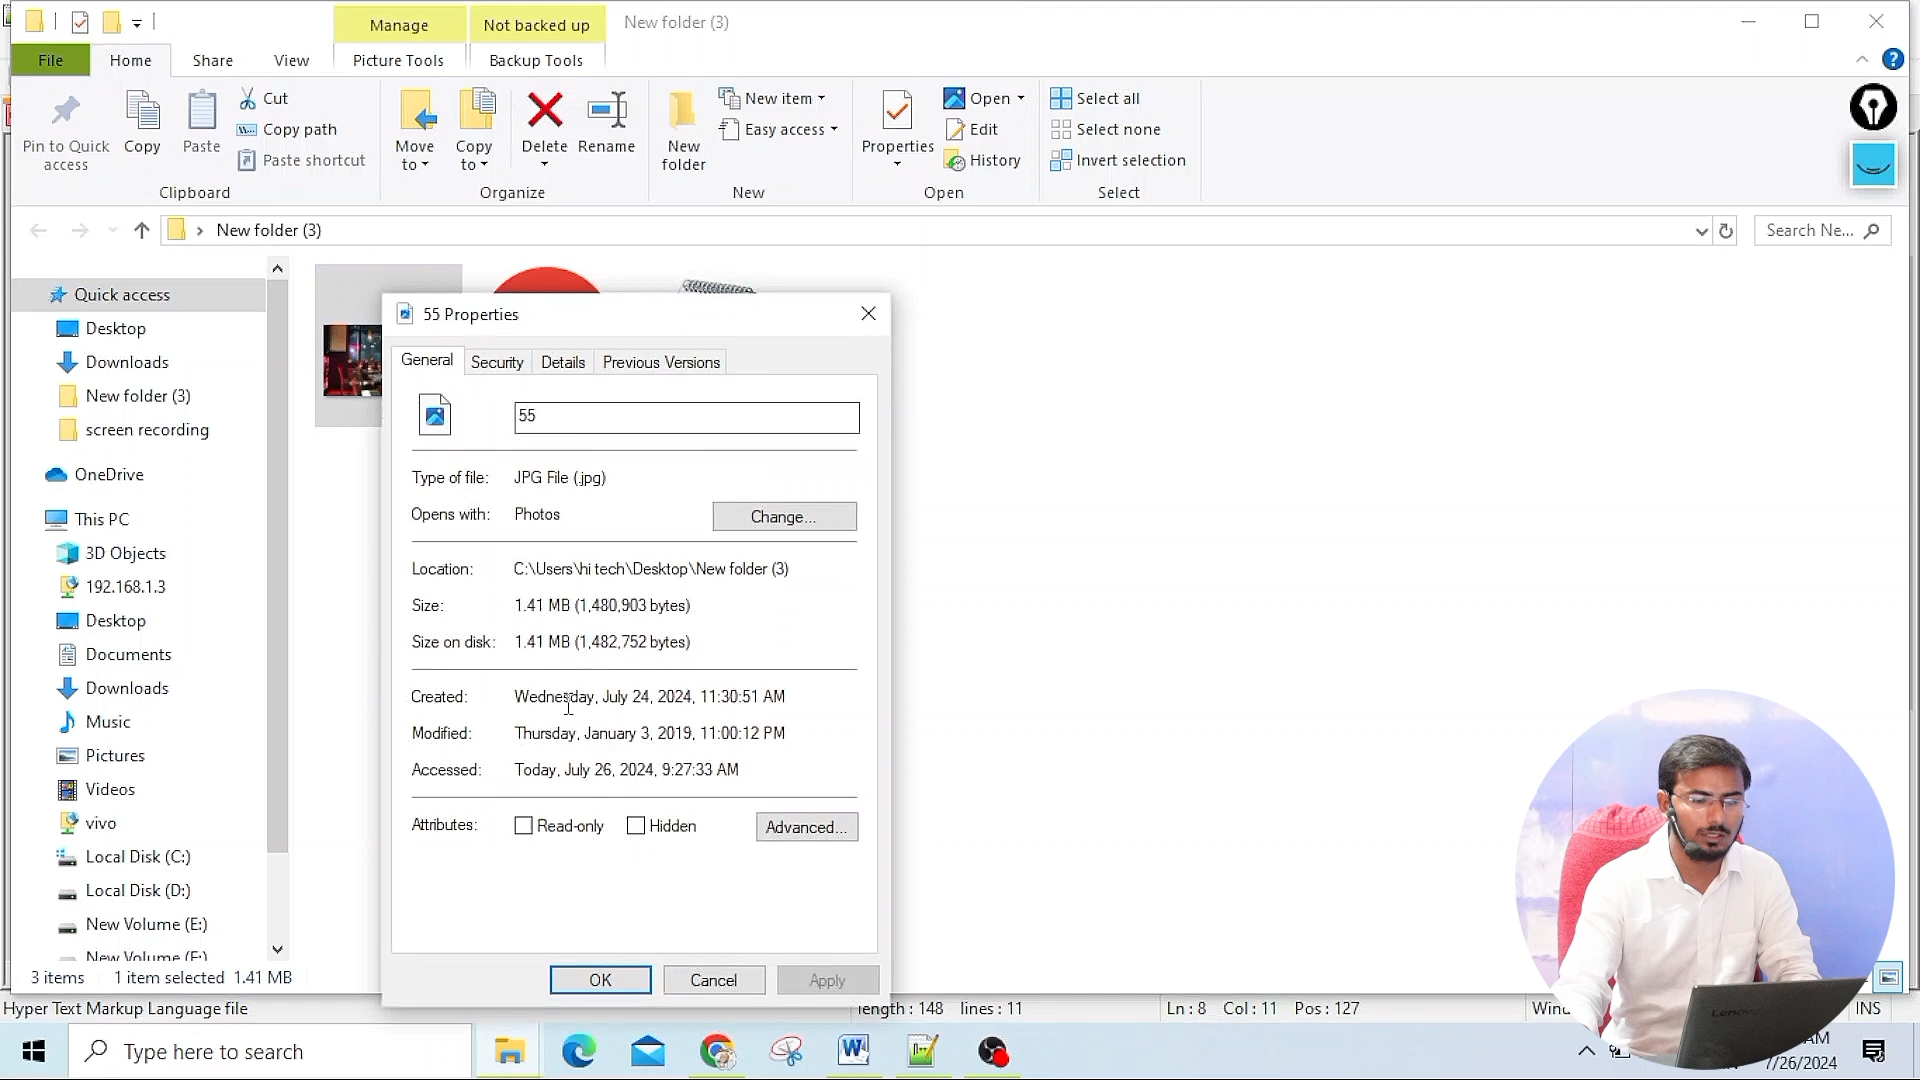 Manage
Not backed up
New folder (3)
File
Home
Share
View
Picture Tools
Backup Tools
Pin to Quick access
Copy
Paste
Cut
Copy path
Paste shortcut
Clipboard
Move to
Copy to
Delete
Rename
Organize
New folder
New item
Easy access
New
Properties
Open
Edit
History
Open
Select all
Select none
Invert selection
Select
New folder (3)
Search Ne...
Quick access
Desktop
Downloads
New folder (3)
screen recording
OneDrive
This PC
3D Objects
192.168.1.3
Desktop
Documents
Downloads
Music
Pictures
Videos
vivo
Local Disk (C:)
Local Disk (D:)
New Volume (E:)
New Volume (F:)
55 Properties
General
Security
Details
Previous Versions
55
Type of file: JPG File (.jpg)
Opens with: Photos
Change...
Location: C:\Users\hi tech\Desktop\New folder (3)
Size: 1.41 MB (1,480,903 bytes)
Size on disk: 1.41 MB (1,482,752 bytes)
Created: Wednesday, July 24, 2024, 11:30:51 AM
Modified: Thursday, January 3, 2019, 11:00:12 PM
Accessed: Today, July 26, 2024, 9:27:33 AM
Attributes: Read-only Hidden Advanced...
OK
Cancel
Apply
3 items 1 item selected 1.41 MB
Hyper Text Markup Language file
length : 148 lines : 11
Ln : 8 Col : 11 Pos : 127
INS
Type here to search
AM
7/26/2024